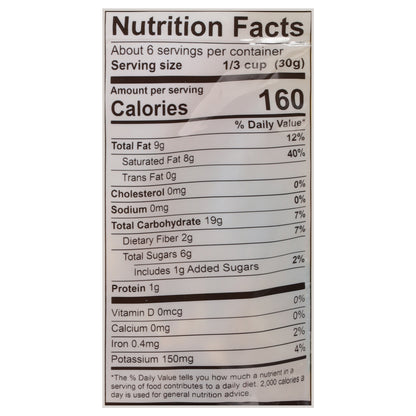 Nutrition Facts
About 6 servings per container
Serving size 1/3 cup (30g)
Amount per serving
Calories 160
% Daily Value*
Total Fat 9g 12%
Saturated Fat 8g 40%
Trans Fat 0g
Cholesterol 0mg 0%
Sodium 0mg 0%
Total Carbohydrate 19g 7%
Dietary Fiber 2g 7%
Total Sugars 6g
Includes 1g Added Sugars 2%
Protein 1g
Vitamin D 0mcg 0%
Calcium 0mg 0%
Iron 0.4mg 2%
Potassium 150mg 4%
*The % Daily Value tells you how much a nutrient in a
serving of food contributes to a daily diet. 2,000 calories a
day is used for general nutrition advice.